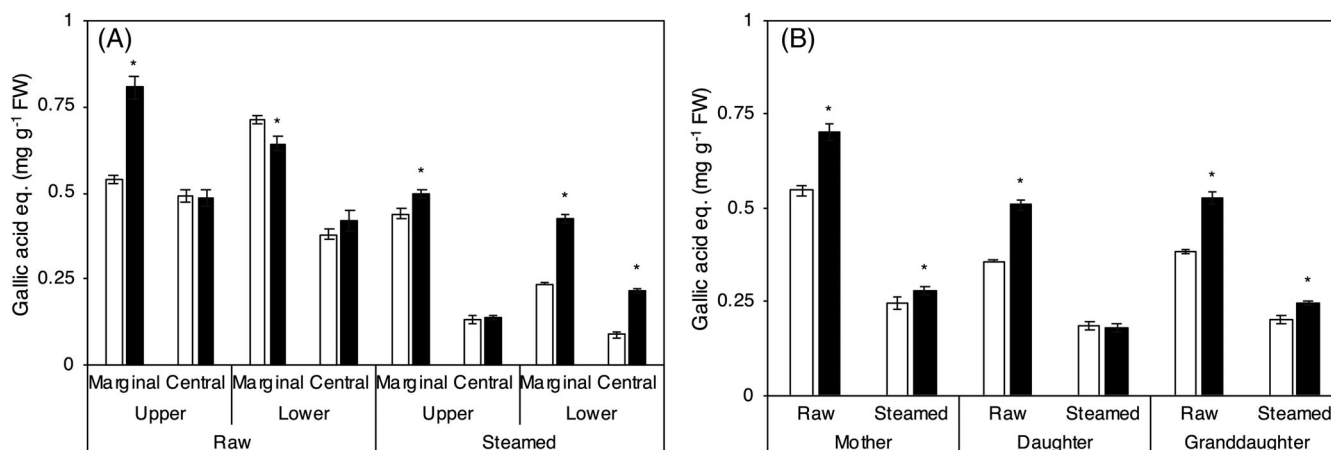 (A)
Gallic acid eq. (mg g⁻¹ FW)
1
0.75
0.5
0.25
0
*
*
*
*
*
Marginal Central Marginal Central Marginal Central Marginal Central
Upper Lower Upper Lower
Raw Steamed
(B)
Gallic acid eq. (mg g⁻¹ FW)
1
0.75
0.5
0.25
0
*
*
*
*
*
Raw Steamed Raw Steamed Raw Steamed
Mother Daughter Granddaughter